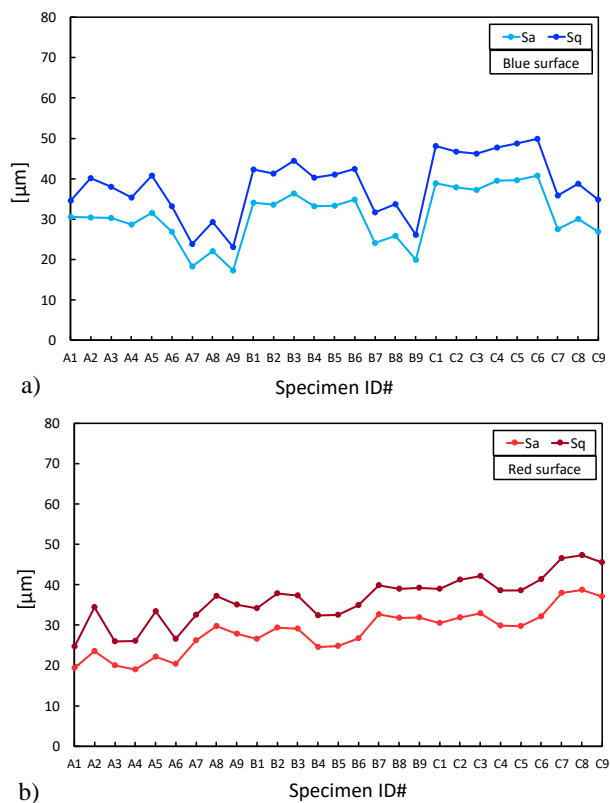 80
Sa Sq
70
Blue surface
60
50
[µm]
40
30
20
10
0
A1 A2 A3 A4 A5 A6 A7 A8 A9 B1 B2 B3 B4 B5 B6 B7 B8 B9 C1 C2 C3 C4 C5 C6 C7 C8 C9
a) Specimen ID#
80
Sa Sq
70
Red surface
60
50
[µm]
40
30
20
10
0
A1 A2 A3 A4 A5 A6 A7 A8 A9 B1 B2 B3 B4 B5 B6 B7 B8 B9 C1 C2 C3 C4 C5 C6 C7 C8 C9
b) Specimen ID#